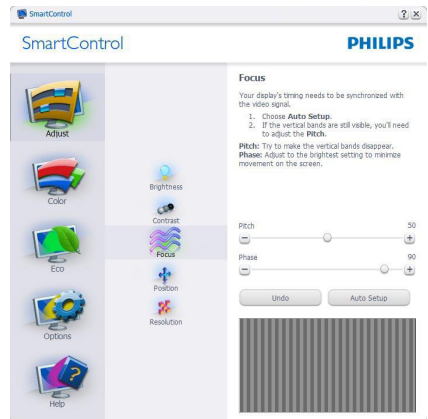 SmartControl
SmartControl
PHILIPS
Adjust
Color
Eco
Options
Help
Brightness
Contrast
Focus
Position
Resolution
Focus
Your display's timing needs to be synchronized with
the video signal.
1. Choose Auto Setup.
2. If the vertical bands are still visible, you'll need
to adjust the Pitch.
Pitch: Try to make the vertical bands disappear.
Phase: Adjust to the brightest setting to minimize
movement on the screen.
Pitch 50
Phase 90
Undo Auto Setup